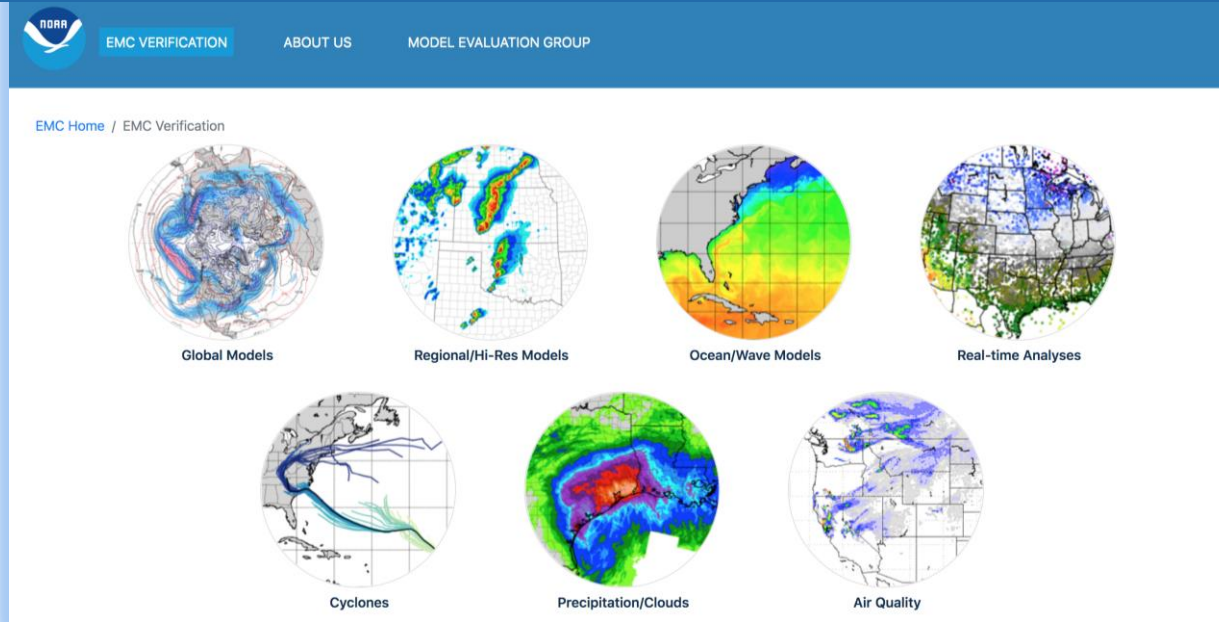 NOAA
EMC VERIFICATION ABOUT US MODEL EVALUATION GROUP
EMC Home / EMC Verification
Global Models Regional/Hi-Res Models Ocean/Wave Models Real-time Analyses
Cyclones Precipitation/Clouds Air Quality